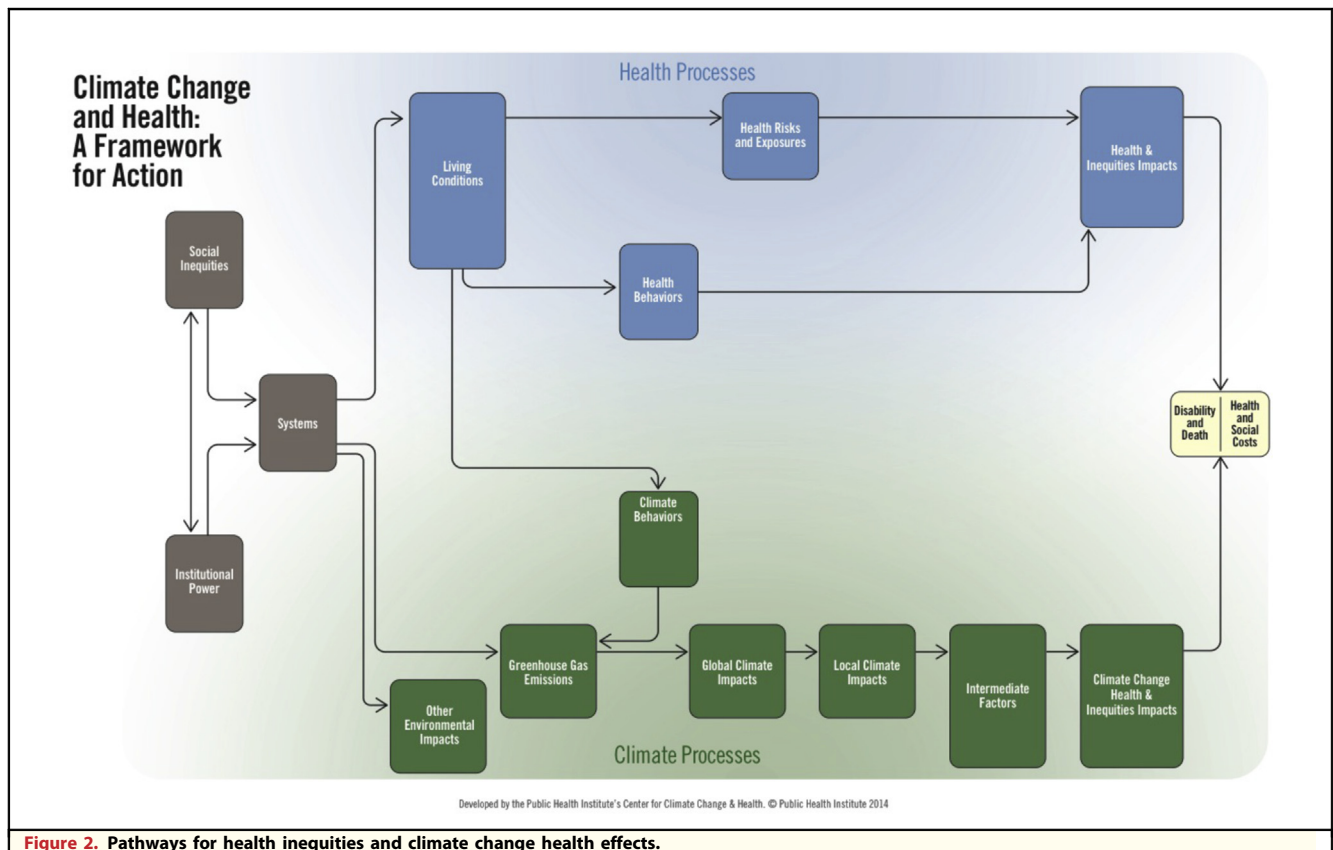 Climate Change
and Health:
A Framework
for Action
Health Processes
Living
Conditions
Health Risks
and Exposures
Health &
Inequities Impacts
Social
Inequities
Health
Behaviors
Systems
Disability
and
Death
Health
and
Social
Costs
Climate
Behaviors
Institutional
Power
Greenhouse Gas
Emissions
Global Climate
Impacts
Local Climate
Impacts
Intermediate
Factors
Climate Change
Health &
Inequities Impacts
Other
Environmental
Impacts
Climate Processes
Developed by the Public Health Institute's Center for Climate Change & Health. © Public Health Institute 2014
Figure 2. Pathways for health inequities and climate change health effects.